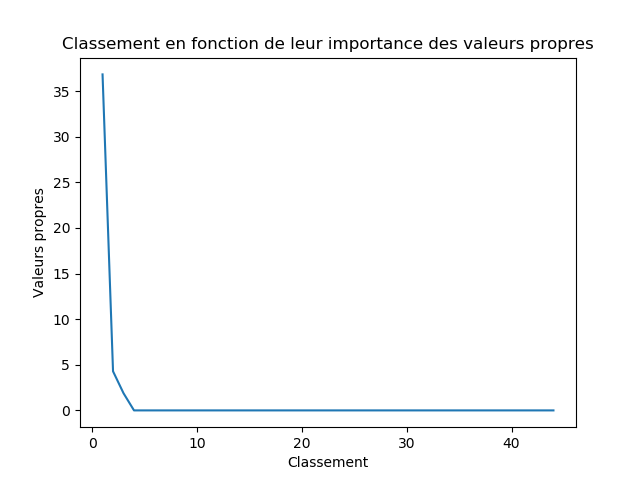 Classement en fonction de leur importance des valeurs propres
35
30
25
20
15
10
5
0
Valeurs propres
0 10 20 30 40
Classement